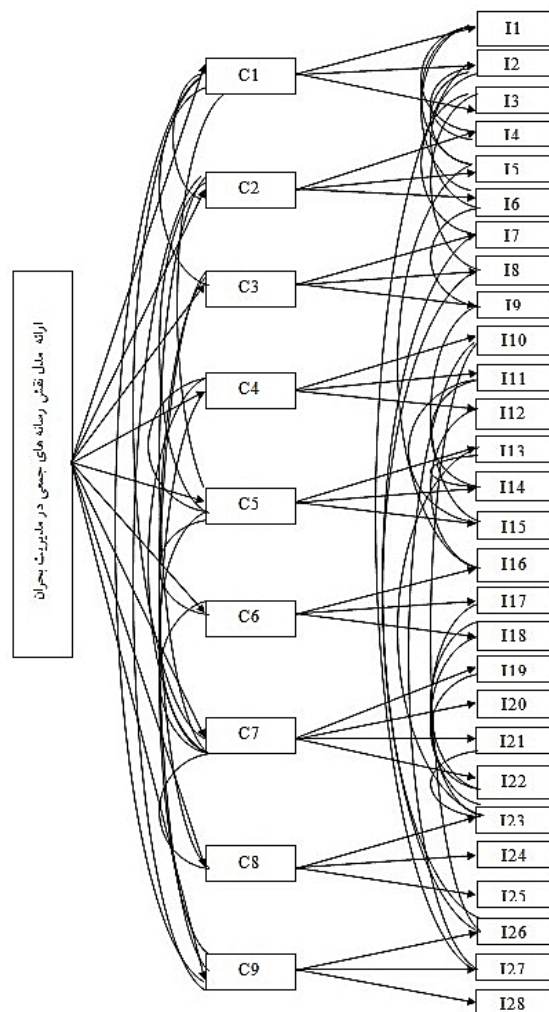 ارائه مدل نقش رسانه های جمعی در مدیریت بحران
C1
C2
C3
C4
C5
C6
C7
C8
C9
I1
I2
I3
I4
I5
I6
I7
I8
I9
I10
I11
I12
I13
I14
I15
I16
I17
I18
I19
I20
I21
I22
I23
I24
I25
I26
I27
I28